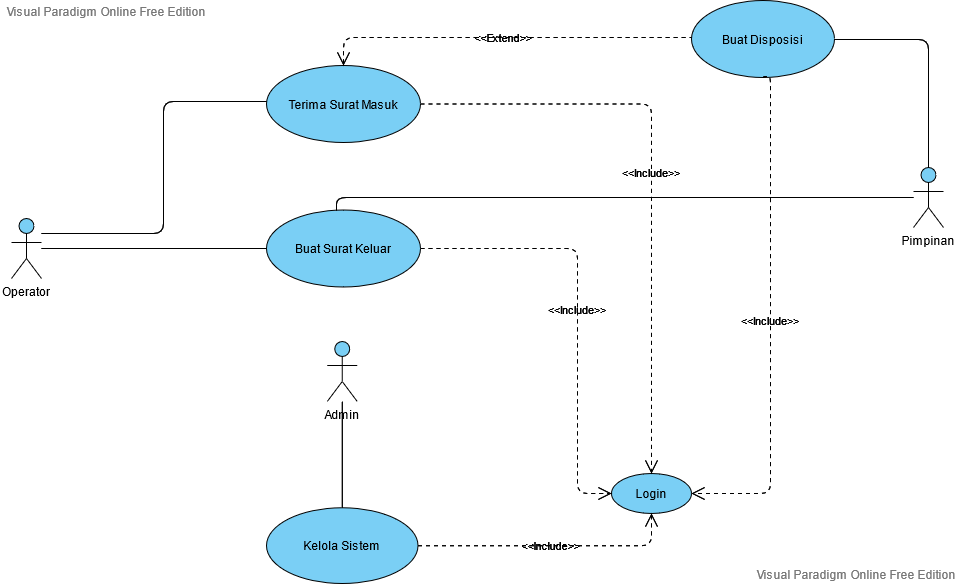 Visual Paradigm Online Free Edition
<<Extend>>
Buat Disposisi
Terima Surat Masuk
<<Include>>
Pimpinan
Buat Surat Keluar
Operator
<<Include>>
<<Include>>
Admin
Login
Kelola Sistem
<<Include>>
Visual Paradigm Online Free Edition